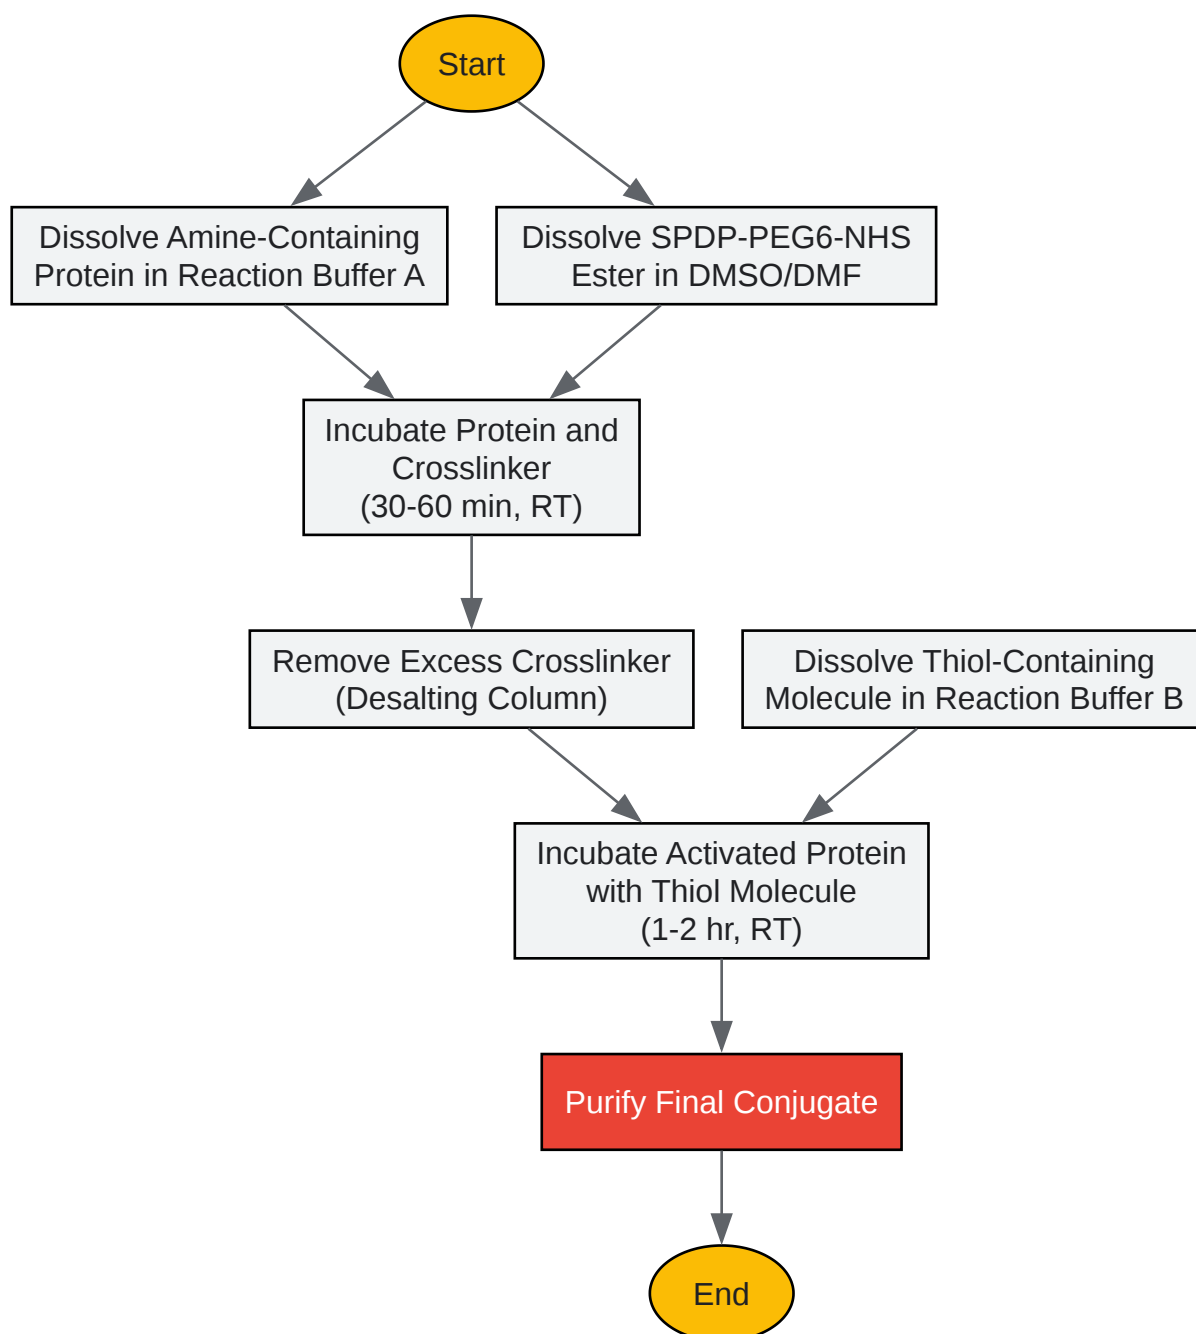 Start
Dissolve Amine-Containing
Protein in Reaction Buffer A
Dissolve SPDP-PEG6-NHS
Ester in DMSO/DMF
Incubate Protein and
Crosslinker
(30-60 min, RT)
Remove Excess Crosslinker
(Desalting Column)
Dissolve Thiol-Containing
Molecule in Reaction Buffer B
Incubate Activated Protein
with Thiol Molecule
(1-2 hr, RT)
Purify Final Conjugate
End